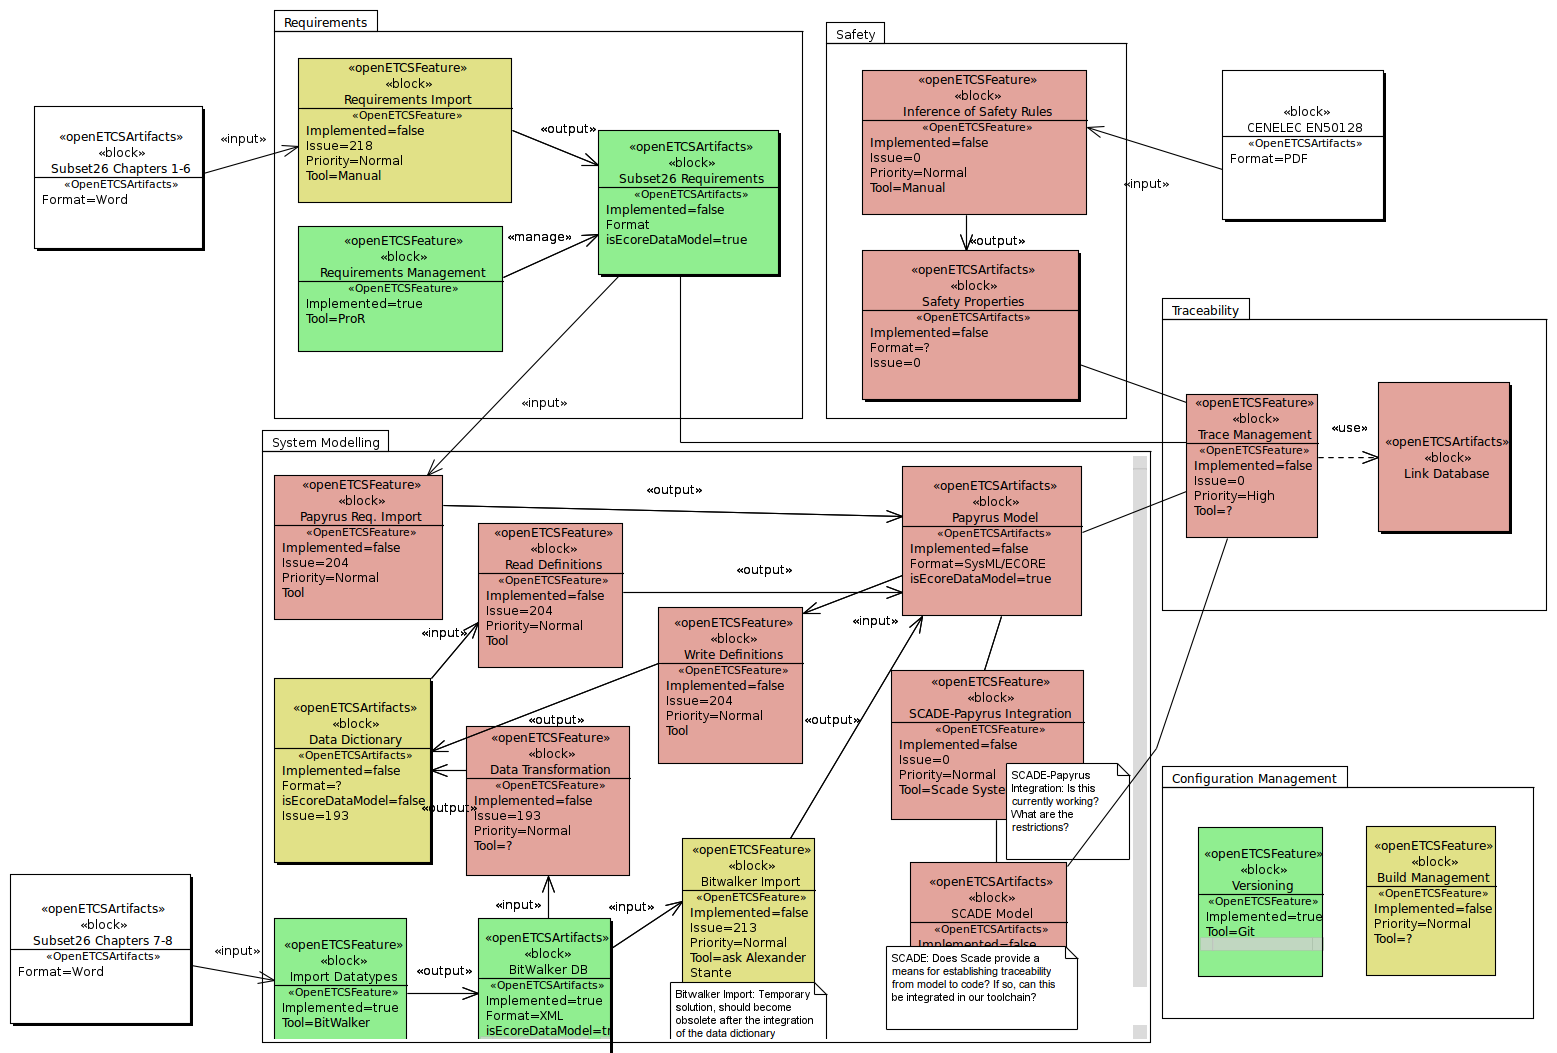 Requirements
«openETCSFeature»
«block»
Requirements Import
«OpenETCSFeature»
Implemented=false
Issue=218
Priority=Normal
Tool=Manual
«openETCSArtifacts»
«block»
Subset26 Chapters 1-6
«OpenETCSArtifacts»
Format=Word
«input»
«output»
«openETCSArtifacts»
«block»
Subset26 Requirements
«OpenETCSArtifacts»
Implemented=false
Format
isEcoreDataModel=true
«manage»
«openETCSFeature»
«block»
Requirements Management
«OpenETCSFeature»
Implemented=true
Tool=ProR
«input»
Safety
«openETCSFeature»
«block»
Inference of Safety Rules
«OpenETCSFeature»
Implemented=false
Issue=0
Priority=Normal
Tool=Manual
«block»
CENELEC EN50128
«OpenETCSArtifacts»
Format=PDF
«input»
«output»
«openETCSArtifacts»
«block»
Safety Properties
«OpenETCSArtifacts»
Implemented=false
Format=?
Issue=0
Traceability
«openETCSFeature»
«block»
Trace Management
«OpenETCSFeature»
Implemented=false
Issue=0
Priority=High
Tool=?
«use»
«openETCSArtifacts»
«block»
Link Database
System Modelling
«openETCSFeature»
«block»
Papyrus Req. Import
«OpenETCSFeature»
Implemented=false
Issue=204
Priority=Normal
Tool
«output»
«openETCSFeature»
«block»
Read Definitions
«OpenETCSFeature»
Implemented=false
Issue=204
Priority=Normal
Tool
«output»
«openETCSArtifacts»
«block»
Papyrus Model
«OpenETCSArtifacts»
Implemented=false
Format=SysML/ECORE
isEcoreDataModel=true
«input»
«input»
«openETCSFeature»
«block»
Write Definitions
«OpenETCSFeature»
Implemented=false
Issue=204
Priority=Normal
Tool
«output»
«output»
«openETCSArtifacts»
«block»
Data Dictionary
«OpenETCSArtifacts»
Implemented=false
Format=?
isEcoreDataModel=false
Issue=193
«output»
«openETCSFeature»
«block»
Data Transformation
«OpenETCSFeature»
Implemented=false
Issue=193
Priority=Normal
Tool=?
«openETCSFeature»
«block»
SCADE-Papyrus Integration
«OpenETCSFeature»
Implemented=false
Issue=0
Priority=Normal
Tool=Scade Syste
SCADE-Papyrus
Integration: Is this
currently working?
What are the
restrictions?
«openETCSFeature»
«block»
Bitwalker Import
«OpenETCSFeature»
Implemented=false
Issue=213
Priority=Normal
Tool=ask Alexander
Stante
Bitwalker Import: Temporary
solution, should become
obsolete after the integration
of the data dictionary
«openETCSArtifacts»
«block»
SCADE Model
«OpenETCSArtifacts»
Implemented=false
SCADE: Does Scade provide a
means for establishing traceability
from model to code? If so, can this
be integrated in our toolchain?
«input»
«input»
«openETCSArtifacts»
«block»
Subset26 Chapters 7-8
«OpenETCSArtifacts»
Format=Word
«input»
«openETCSFeature»
«block»
Import Datatypes
«OpenETCSFeature»
Implemented=true
Tool=BitWalker
«output»
«openETCSArtifacts»
«block»
BitWalker DB
«OpenETCSArtifacts»
Implemented=true
Format=XML
isEcoreDataModel=tr
Configuration Management
«openETCSFeature»
«block»
Versioning
«OpenETCSFeature»
Implemented=true
Tool=Git
«openETCSFeature»
«block»
Build Management
«OpenETCSFeature»
Implemented=false
Priority=Normal
Tool=?